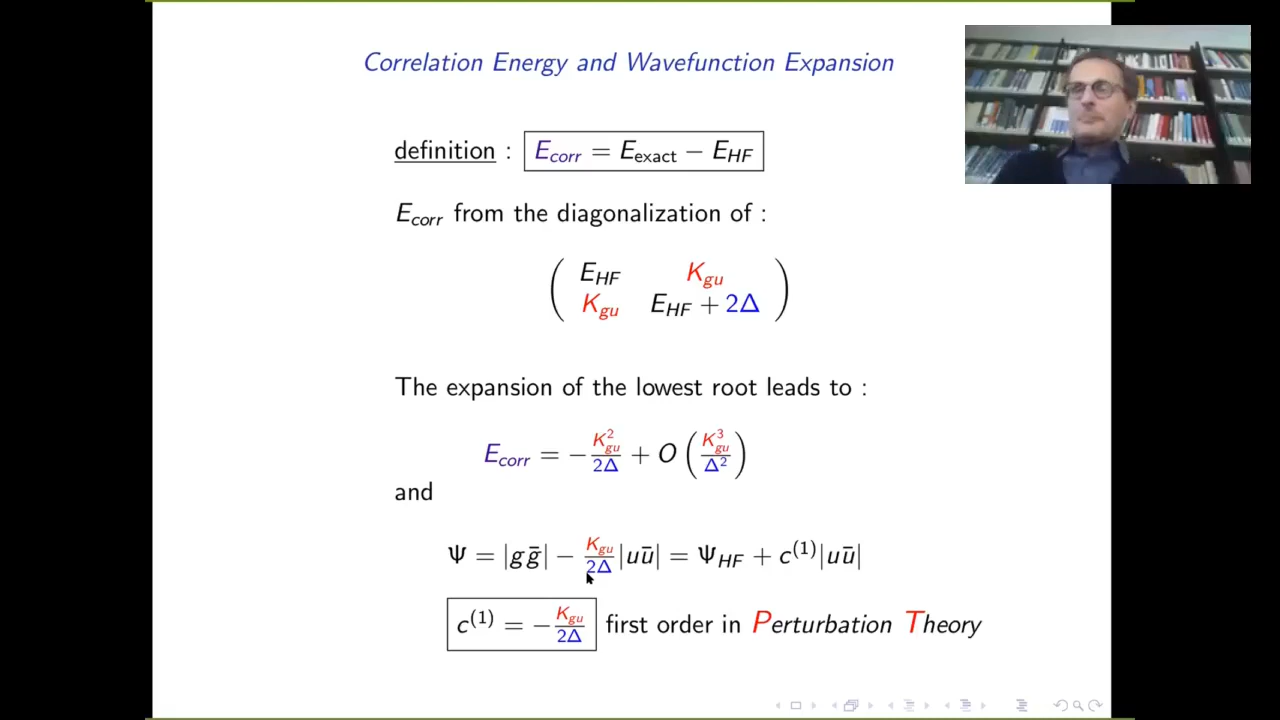 Correlation Energy and Wavefunction Expansion
definition : E_corr = E_exact − E_HF
E_corr from the diagonalization of :
( E_HF K_gu
K_gu E_HF + 2Δ )
The expansion of the lowest root leads to :
E_corr = − K_gu^2 / 2Δ + O ( K_gu^3 / Δ^2 )
and
Ψ = |gḡ| − K_gu / 2Δ |uū| = Ψ_HF + c^(1)|uū|
c^(1) = − K_gu / 2Δ first order in Perturbation Theory